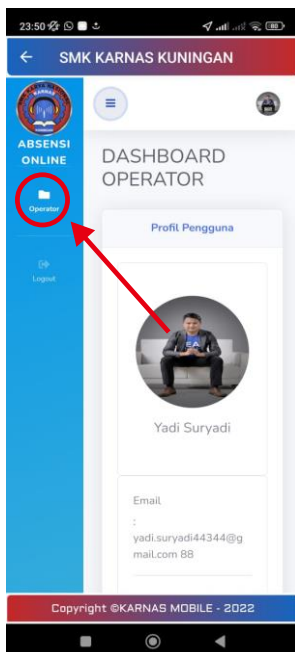 23:50
SMK KARNAS KUNINGAN
ABSENSI
ONLINE
Operator
Logout
DASHBOARD
OPERATOR
Profil Pengguna
Yadi Suryadi
Email
:
yadi.suryadi44344@g
mail.com 88
Copyright ©KARNAS MOBILE - 2022